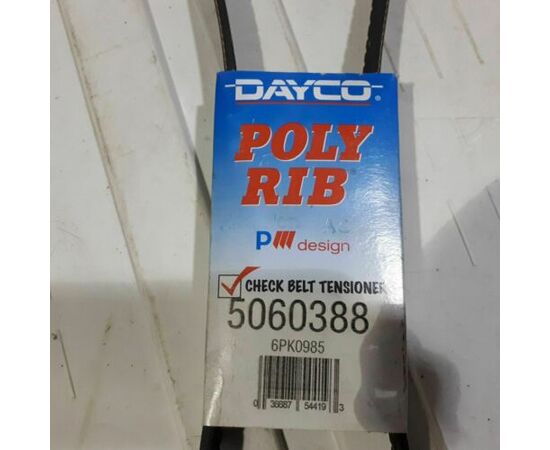 DAYCO®
POLY
RIB
P design
CHECK BELT TENSIONER
5060388
6PK0985
0 36687 54419 3